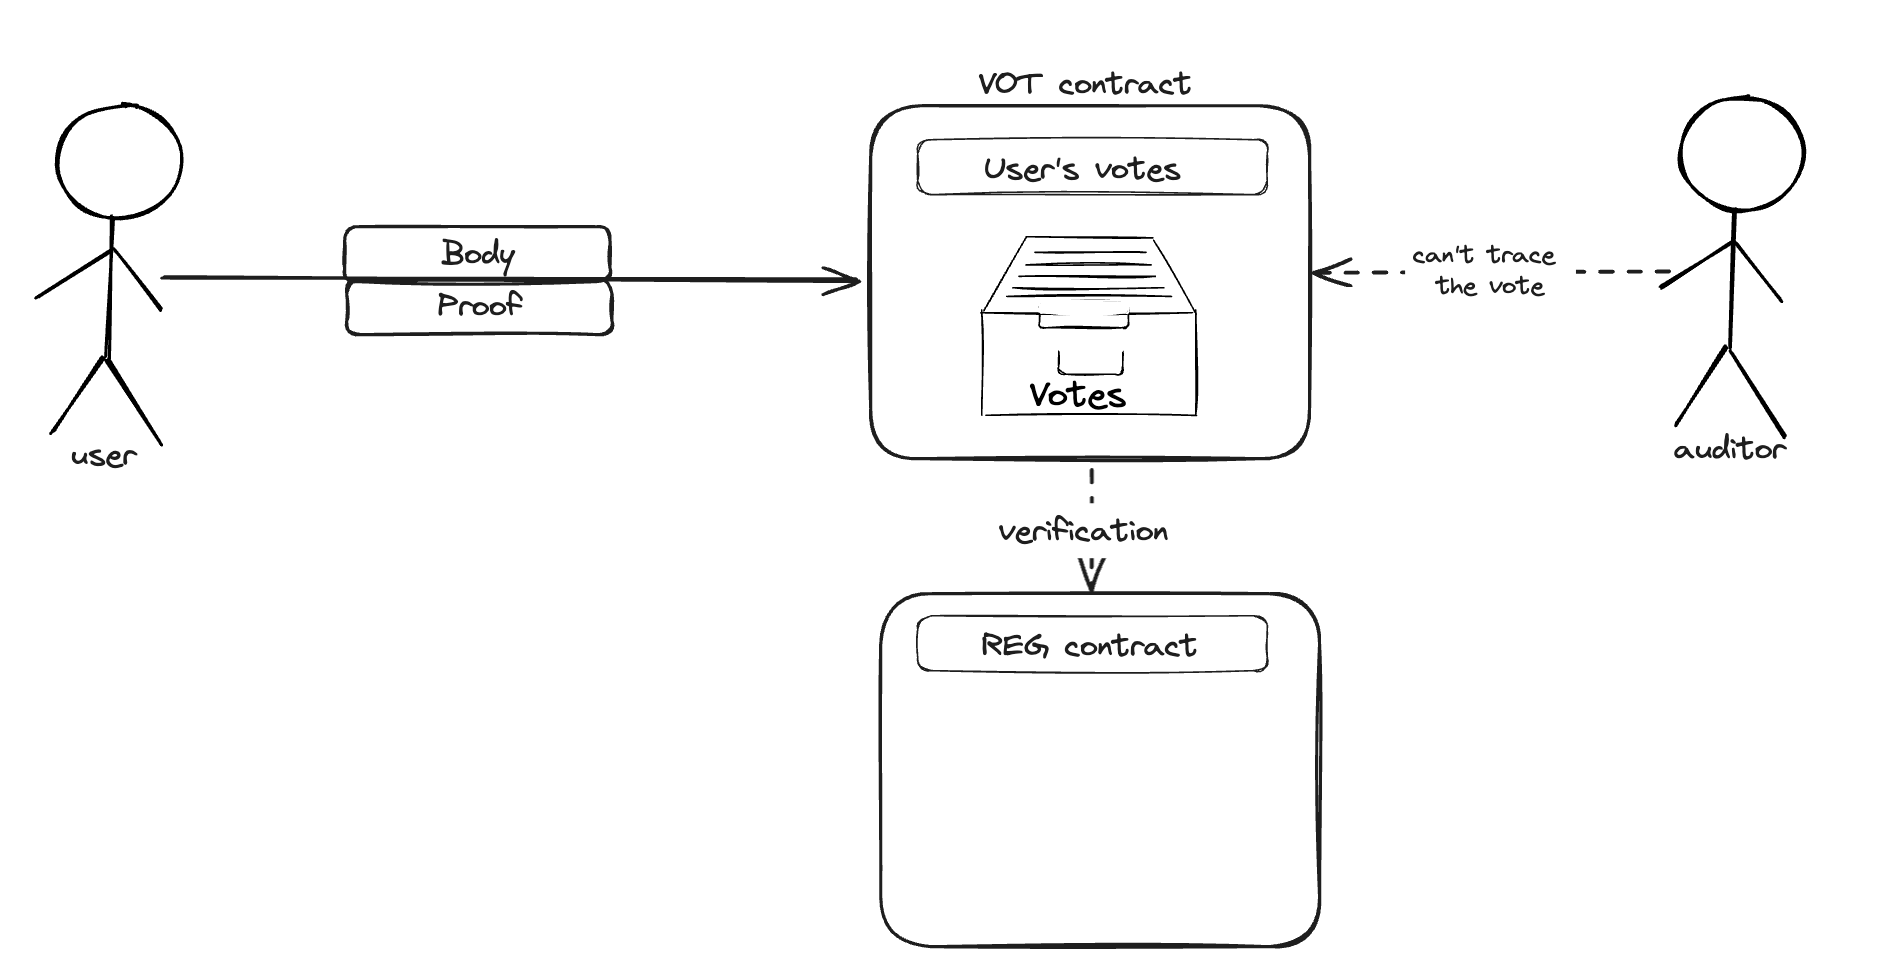 VOT contract
User's votes
Body
Proof
can't trace
the vote
Votes
user
auditor
verification
REG contract